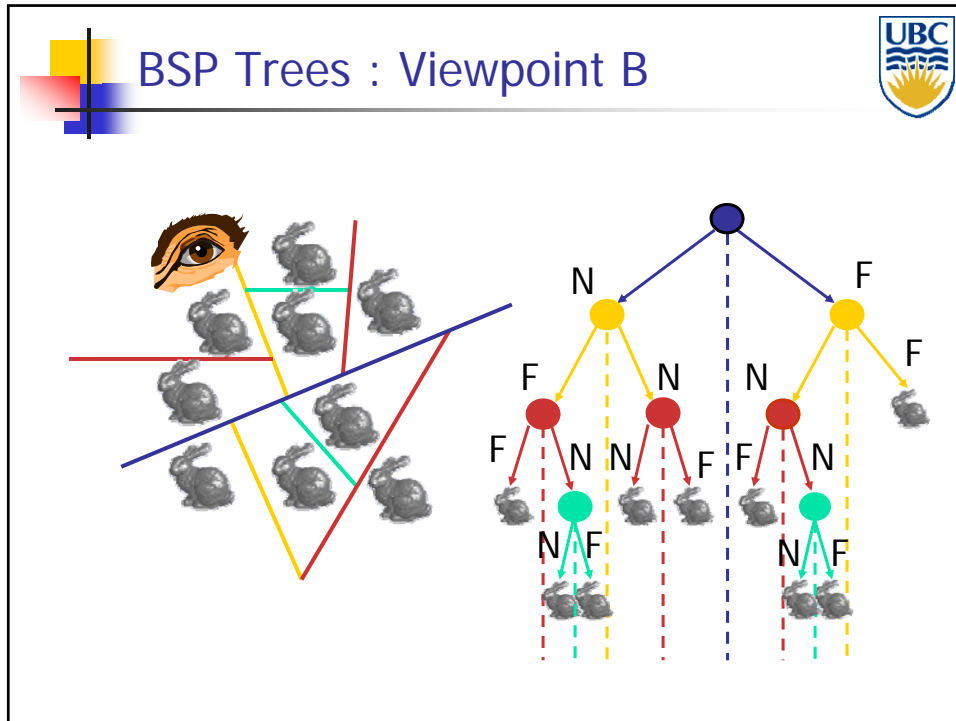 BSP Trees : Viewpoint B
UBC
N F
F N N F
F N N F F N
N F N F